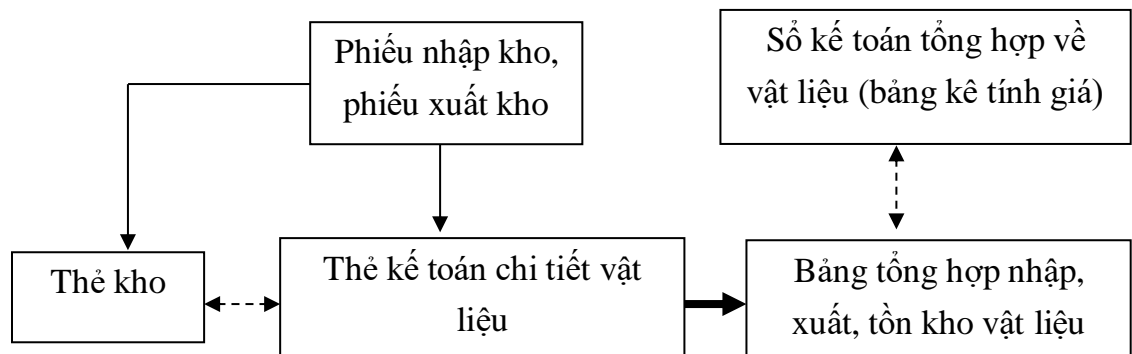 Phiếu nhập kho,
phiếu xuất kho
Sổ kế toán tổng hợp về
vật liệu (bảng kê tính giá)
Thẻ kho
Thẻ kế toán chi tiết vật
liệu
Bảng tổng hợp nhập,
xuất, tồn kho vật liệu